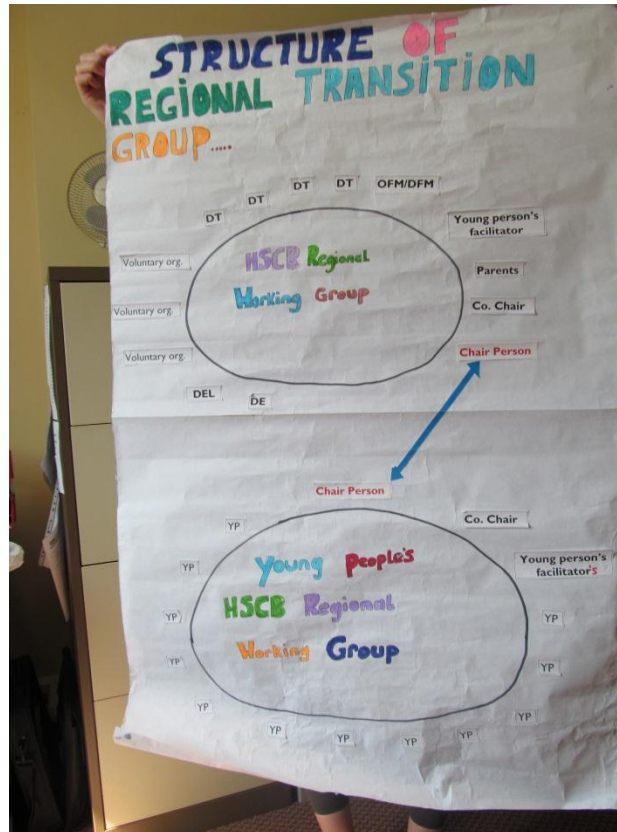 STRUCTURE OF
REGIONAL TRANSITION
GROUP.....
DT
DT
DT
DT
OFM/DFM
Young person's
facilitator
Voluntary org.
Parents
Voluntary org.
Co. Chair
Voluntary org.
Chair Person
DEL
DE
HSCB Regional
Working Group
Chair Person
Co. Chair
YP
Young person's
facilitator's
YP
YP
YP
YP
YP
YP
YP
YP
YP
YP
YP
Young People's
HSCB Regional
Working Group